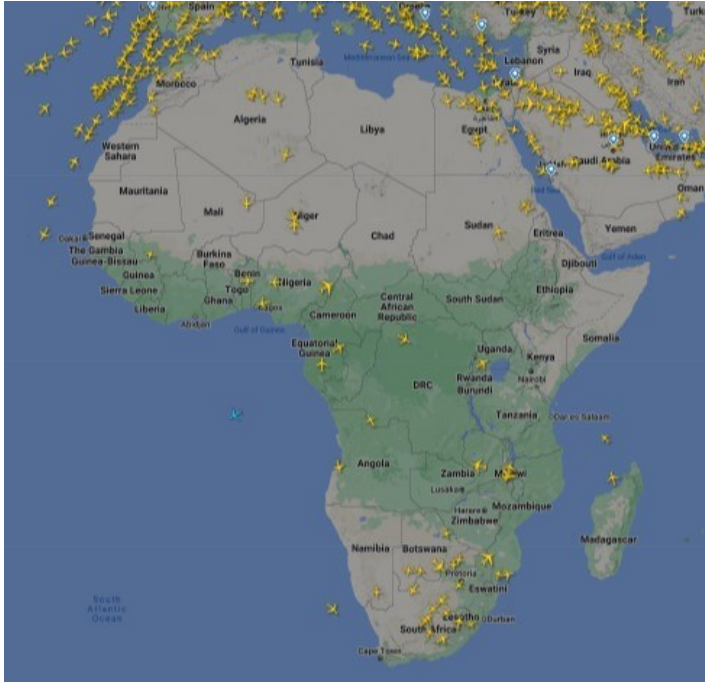 Spain
Turkey
Tunisia
Mediterranean Sea
Syria
Lebanon
Iraq
Iran
Morocco
Algeria
Libya
Egypt
Western
Sahara
Saudi Arabia
Emirates
Oman
Mauritania
Mali
Niger
Chad
Sudan
Red Sea
Eritrea
Yemen
Gulf of Aden
Dakar
Senegal
The Gambia
Guinea-Bissau
Burkina
Faso
Djibouti
Guinea
Benin
Nigeria
Sierra Leone
Togo
Ghana
Liberia
Lagos
Abidjan
Central
African
Republic
South Sudan
Ethiopia
Cameroon
Gulf of Guinea
Somalia
Equatorial
Guinea
Uganda
Kenya
DRC
Rwanda
Burundi
Nairobi
Tanzania
Dar es Salaam
Angola
Zambia
Malawi
Lusaka
Mozambique
Harare
Zimbabwe
Madagascar
Namibia
Botswana
Pretoria
Eswatini
South
Atlantic
Ocean
Lesotho
Durban
South Africa
Cape Town